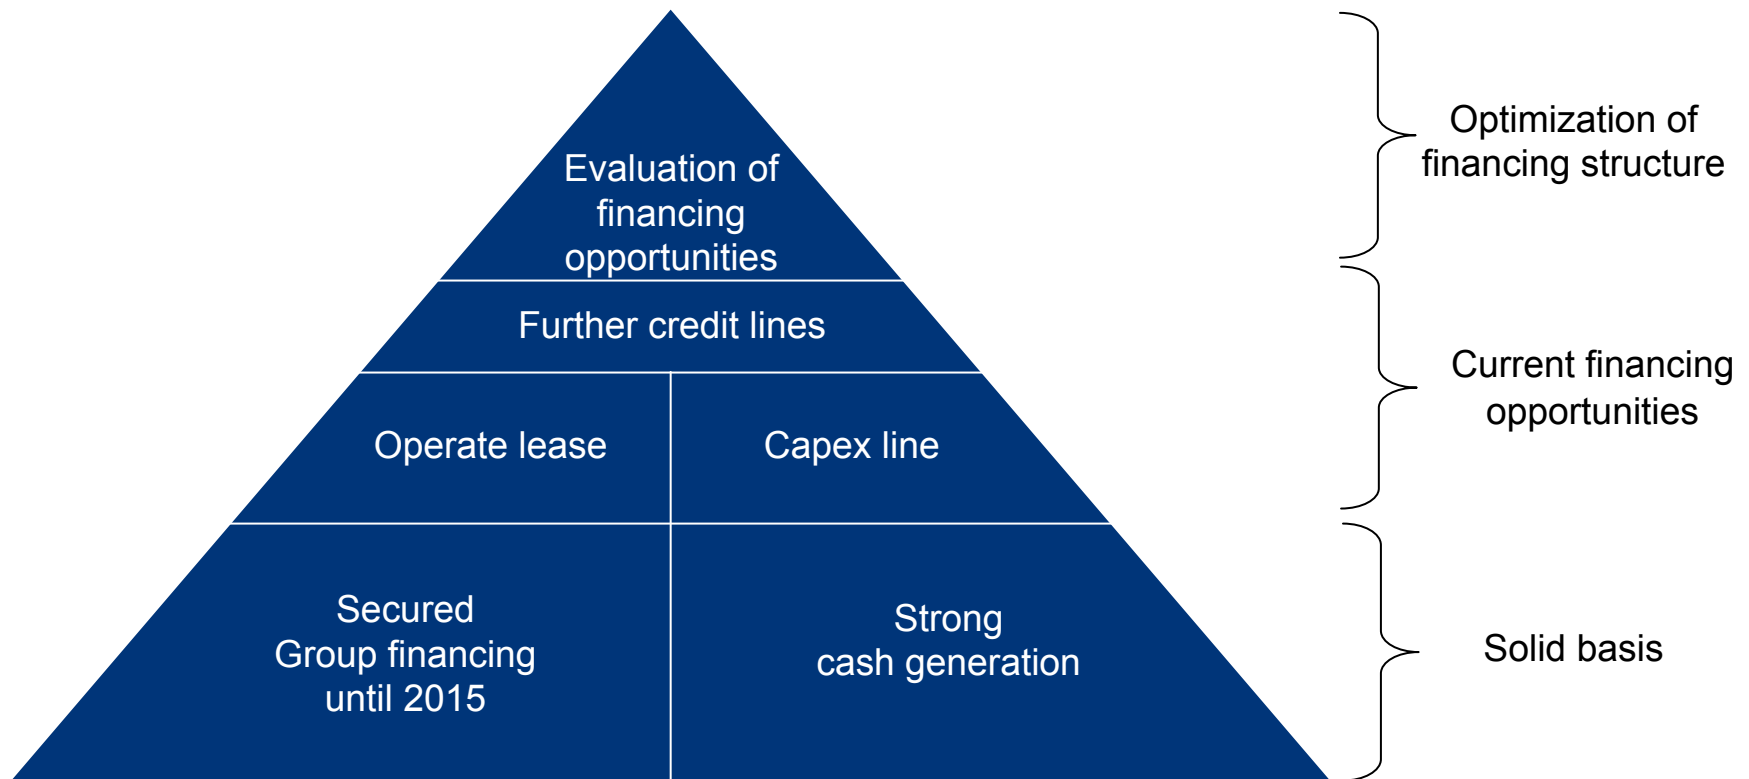 Evaluation of
financing
opportunities
Optimization of
financing structure
Further credit lines
Operate lease
Capex line
Current financing
opportunities
Secured
Group financing
until 2015
Strong
cash generation
Solid basis